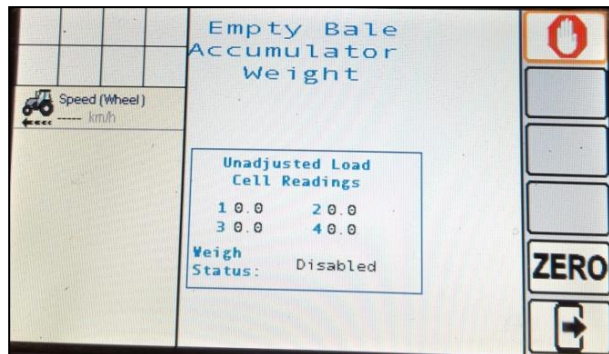 Empty Bale
Accumulator
Weight
Speed (Wheel)
----- km/h
Unadjusted Load
Cell Readings
1 0.0 2 0.0
3 0.0 4 0.0
Weigh
Status: Disabled
ZERO